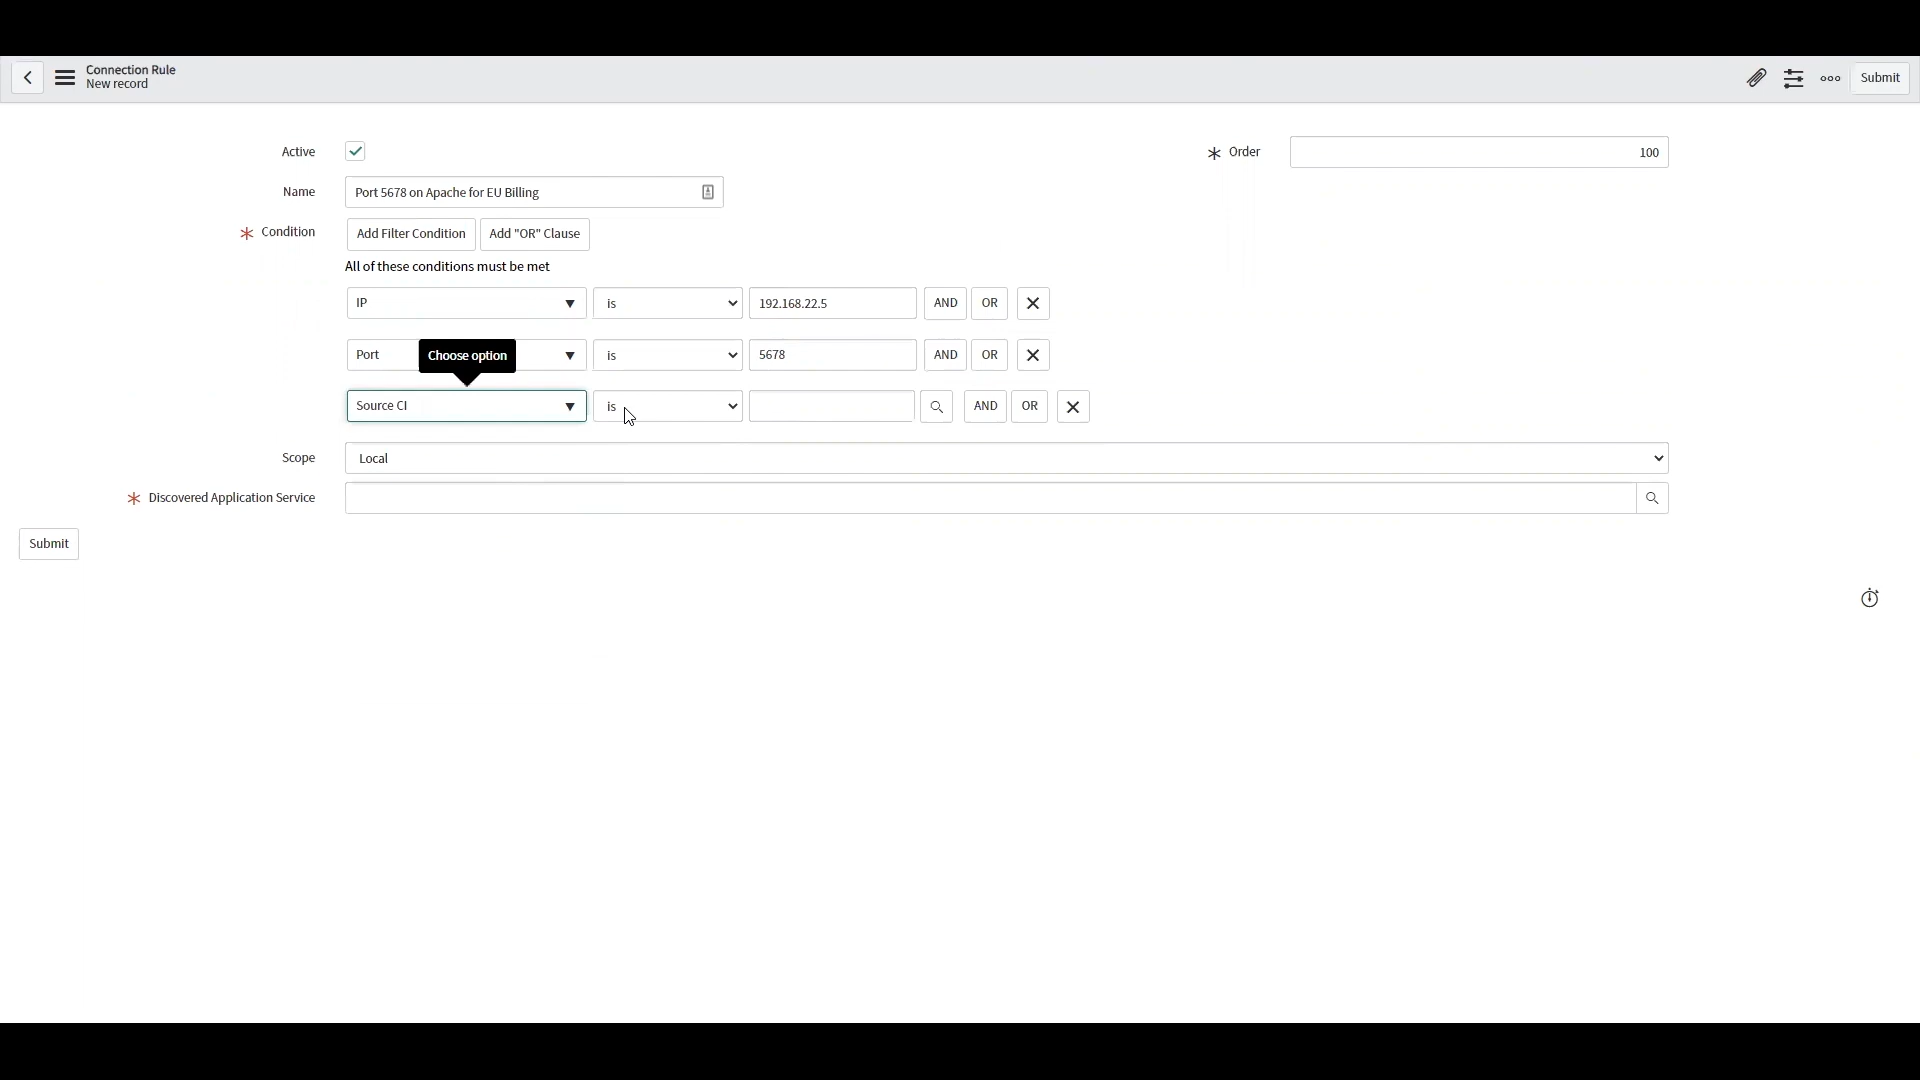 Connection Rule
New record
Submit
Active
Order
100
Name
Port 5678 on Apache for EU Billing
Condition
Add Filter Condition
Add "OR" Clause
All of these conditions must be met
IP
is
192.168.22.5
AND
OR
Port
Choose option
is
5678
AND
OR
Source CI
is
AND
OR
Scope
Local
Discovered Application Service
Submit